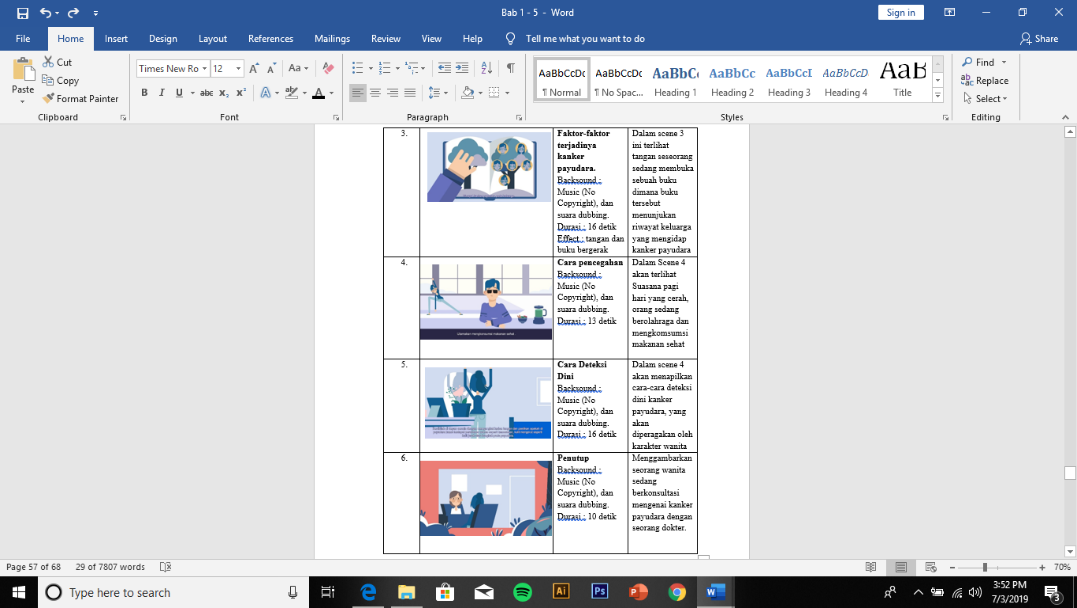 Bab 1 - 5 - Word
Sign in
File Home Insert Design Layout References Mailings Review View Help Tell me what you want to do Share
Paste
Cut
Copy
Format Painter
Clipboard
Times New Ro 12
Font
Paragraph
AaBbCcDc AaBbCcDc AaBbCc AaBbCc AaBbCcI AaBbCcD AaB
¶ Normal ¶ No Spac... Heading 1 Heading 2 Heading 3 Heading 4 Title
Styles
Find
Replace
Select
Editing
3.
Faktor-faktor
terjadinya
kanker
payudara.
Backsound :
Music (No
Copyright), dan
suara dubbing.
Durasi : 16 detik
Effect : tangan dan
buku bergerak
Dalam scene 3
ini terlihat
tangan seseorang
sedang membuka
sebuah buku
dimana buku
tersebut
menunjukan
riwayat keluarga
yang mengidap
kanker payudara
4.
Cara pencegahan
Backsound :
Music (No
Copyright), dan
suara dubbing.
Durasi : 13 detik
Dalam Scene 4
akan terlihat
Suasana pagi
hari yang cerah,
orang sedang
berolahraga dan
mengkomsumsi
makanan sehat
5.
Cara Deteksi
Dini
Backsound :
Music (No
Copyright), dan
suara dubbing.
Durasi : 16 detik
Dalam scene 4
akan menapilkan
cara-cara deteksi
dini kanker
payudara, yang
akan
diperagakan oleh
karakter wanita
6.
Penutup
Backsound :
Music (No
Copyright), dan
suara dubbing.
Durasi : 10 detik
Menggambarkan
seorang wanita
sedang
berkonsultasi
mengenai kanker
payudara dengan
seorang dokter.
Page 57 of 68 29 of 7807 words 70%
Type here to search
3:52 PM
7/3/2019